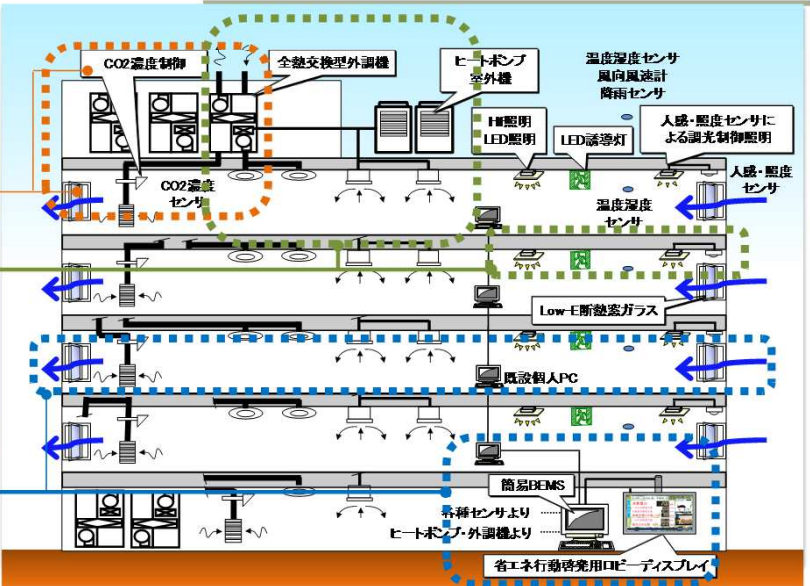 CO2濃度制御
全熱交換型外調機
ヒートポンプ
室外機
温度湿度センサ
風向風速計
降雨センサ
Hf照明
LED照明
LED誘導灯
人感・照度センサに
よる調光制御照明
CO2濃度
センサ
温度湿度
センサ
人感・照度
センサ
Low-E断熱窓ガラス
既設個人PC
簡易BEMS
各種センサより
ヒートポンプ・外調機より
省エネ行動啓発用ロビーディスプレイ